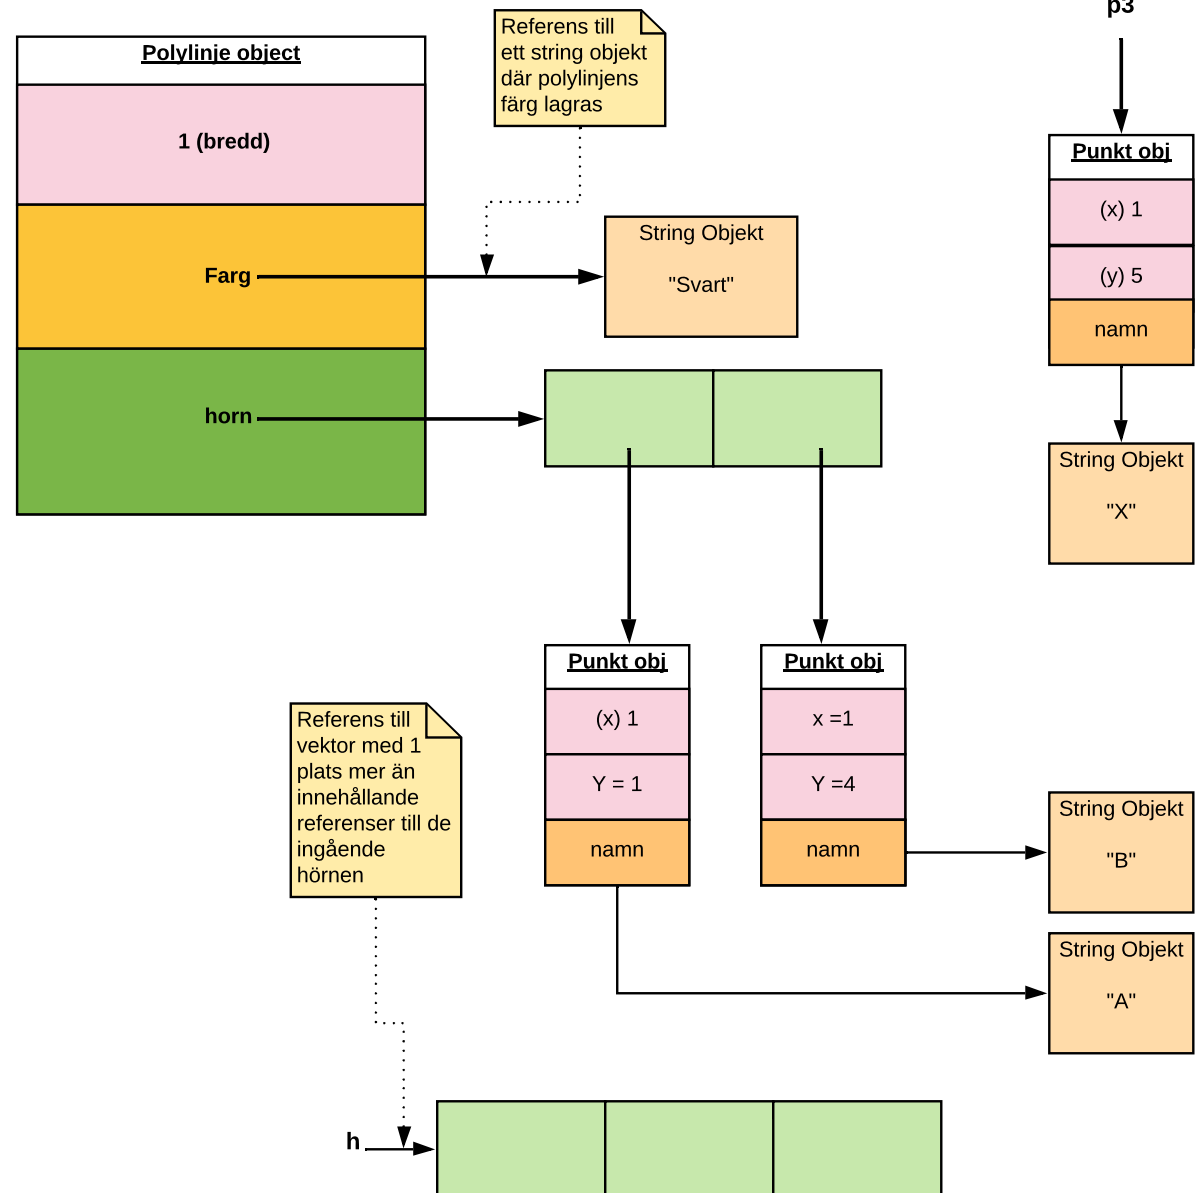 p3
Referens till
ett string objekt
där polylinjens
färg lagras
Polylinje object
1 (bredd)
Farg
horn
String Objekt
"Svart"
Punkt obj
(x) 1
(y) 5
namn
String Objekt
"X"
Punkt obj
(x) 1
Y = 1
namn
Punkt obj
x =1
Y =4
namn
Referens till
vektor med 1
plats mer än
innehållande
referenser till de
ingående
hörnen
String Objekt
"B"
String Objekt
"A"
h